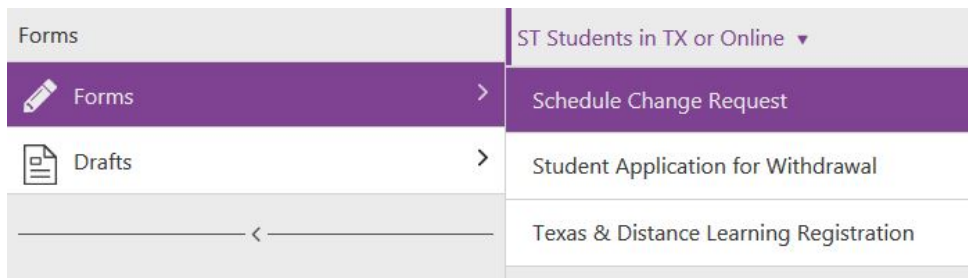 Forms
Forms
Drafts
ST Students in TX or Online
Schedule Change Request
Student Application for Withdrawal
Texas & Distance Learning Registration